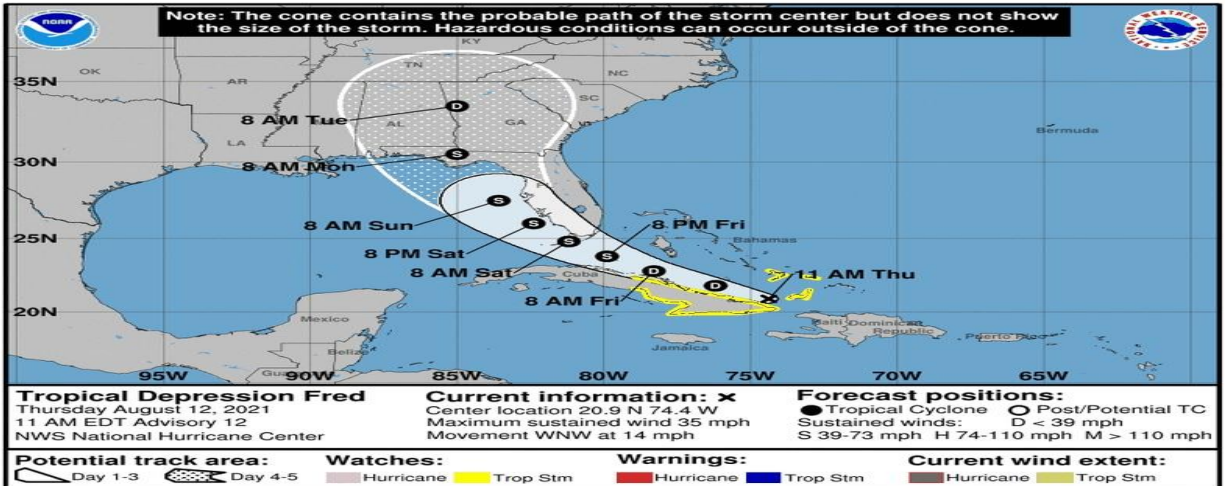 Note: The cone contains the probable path of the storm center but does not show
the size of the storm. Hazardous conditions can occur outside of the cone.
NOAA
NATIONAL WEATHER SERVICE
KY
VA
OK
TN
NC
35N
AR
SC
8 AM Tue
AL
GA
Bermuda
LA
30N
8 AM Mon
8 AM Sun
8 PM Fri
25N
8 PM Sat
Bahamas
8 AM Sat
Cuba
11 AM Thu
8 AM Fri
20N
Mexico
Haiti
Dominican
Republic
Puerto Rico
Jamaica
Belize
95W
90W
85W
80W
75W
70W
65W
D
S
S
S
S
S
D
D
Tropical Depression Fred
Thursday August 12, 2021
11 AM EDT Advisory 12
NWS National Hurricane Center
Current information: x
Center location 20.9 N 74.4 W
Maximum sustained wind 35 mph
Movement WNW at 14 mph
Forecast positions:
Tropical Cyclone Post/Potential TC
Sustained winds: D < 39 mph
S 39-73 mph H 74-110 mph M > 110 mph
Potential track area:
Day 1-3 Day 4-5
Watches:
Hurricane Trop Stm
Warnings:
Hurricane Trop Stm
Current wind extent:
Hurricane Trop Stm